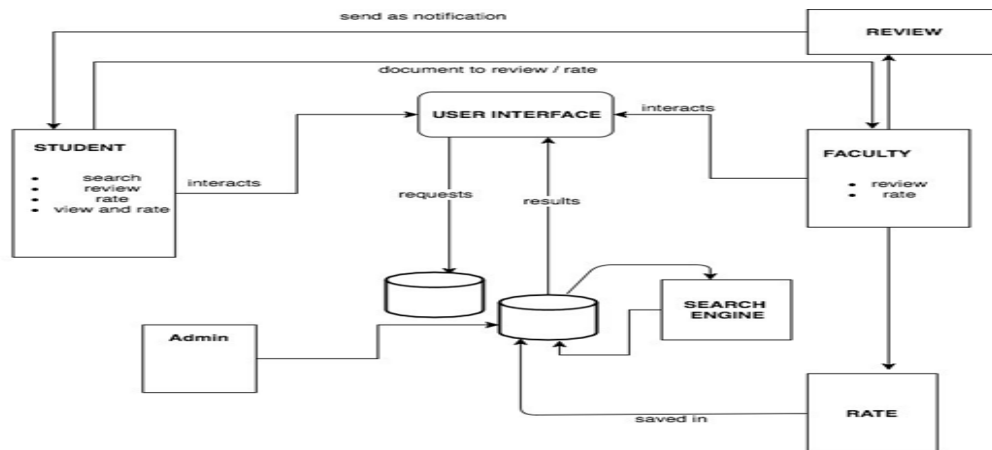 send as notification
REVIEW
document to review / rate
USER INTERFACE
interacts
STUDENT
• search
• review
• rate
• view and rate
interacts
FACULTY
• review
• rate
requests
results
SEARCH
ENGINE
Admin
saved in
RATE